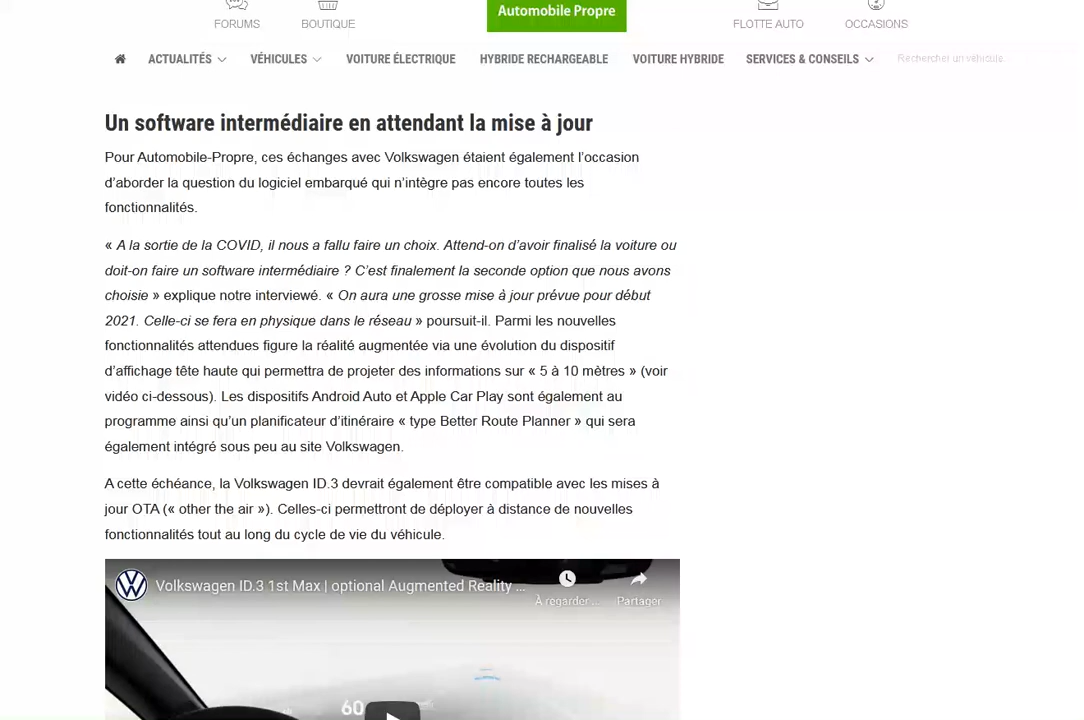 FORUMS
BOUTIQUE
Automobile Propre
FLOTTE AUTO
OCCASIONS
ACTUALITÉS
VÉHICULES
VOITURE ÉLECTRIQUE
HYBRIDE RECHARGEABLE
VOITURE HYBRIDE
SERVICES & CONSEILS
Rechercher un véhicule.
Un software intermédiaire en attendant la mise à jour
Pour Automobile-Propre, ces échanges avec Volkswagen étaient également l’occasion
d’aborder la question du logiciel embarqué qui n’intègre pas encore toutes les
fonctionnalités.
« A la sortie de la COVID, il nous a fallu faire un choix. Attend-on d’avoir finalisé la voiture ou
doit-on faire un software intermédiaire ? C’est finalement la seconde option que nous avons
choisie » explique notre interviewé. « On aura une grosse mise à jour prévue pour début
2021. Celle-ci se fera en physique dans le réseau » poursuit-il. Parmi les nouvelles
fonctionnalités attendues figure la réalité augmentée via une évolution du dispositif
d’affichage tête haute qui permettra de projeter des informations sur « 5 à 10 mètres » (voir
vidéo ci-dessous). Les dispositifs Android Auto et Apple Car Play sont également au
programme ainsi qu’un planificateur d’itinéraire « type Better Route Planner » qui sera
également intégré sous peu au site Volkswagen.
A cette échéance, la Volkswagen ID.3 devrait également être compatible avec les mises à
jour OTA (« other the air »). Celles-ci permettront de déployer à distance de nouvelles
fonctionnalités tout au long du cycle de vie du véhicule.
Volkswagen ID.3 1st Max | optional Augmented Reality ...
À regarder ...
Partager
60